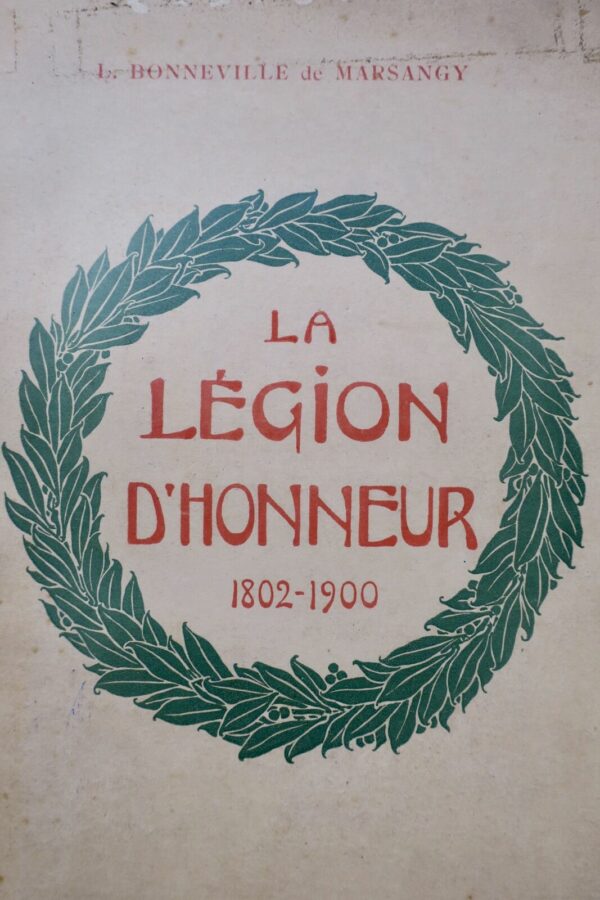 L. BONNEVILLE de MARSANGY
LA
LÉGION
D'HONNEUR
1802-1900